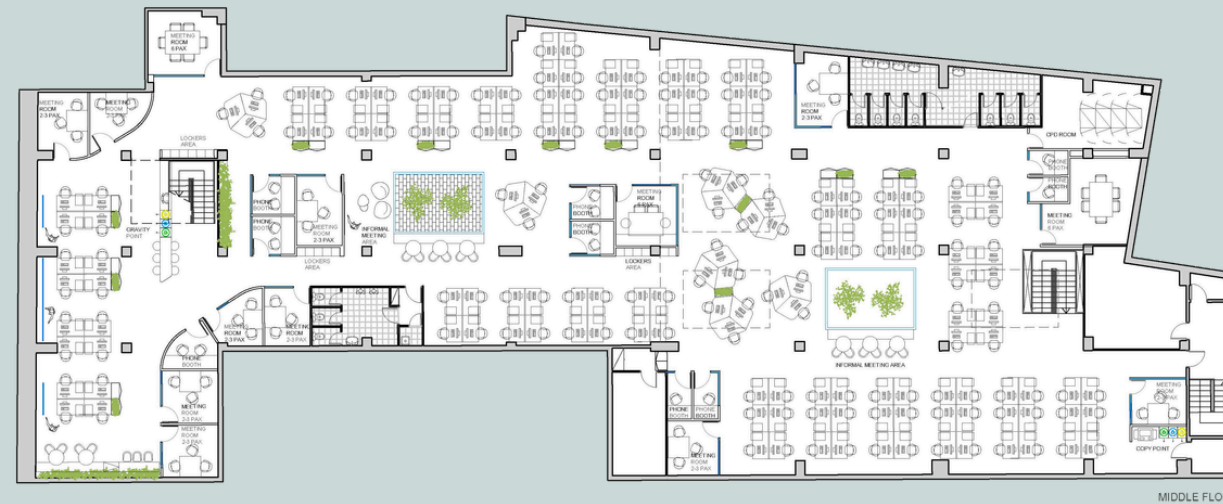 MEETING
ROOM
8 PAX
MEETING
ROOM
2-3 PAX
MEETING
ROOM
2-3 PAX
LOCKERS
AREA
MEETING
ROOM
2-3 PAX
CPD ROOM
PHONE
BOOTH
PHONE
BOOTH
MEETING
ROOM
6 PAX
GRAVITY
POINT
PHONE
BOOTH
PHONE
BOOTH
MEETING
ROOM
2-3 PAX
INFORMAL
MEETING
AREA
LOCKERS
AREA
PHONE
BOOTH
PHONE
BOOTH
MEETING
ROOM
LOCKERS
AREA
MEETING
ROOM
2-3 PAX
MEETING
ROOM
2-3 PAX
PHONE
BOOTH
MEETING
ROOM
2-3 PAX
MEETING
ROOM
2-3 PAX
INFORMAL MEETING AREA
PHONE
BOOTH
PHONE
BOOTH
MEETING
ROOM
2-3 PAX
MEETING
ROOM
COPY POINT
MIDDLE FLO